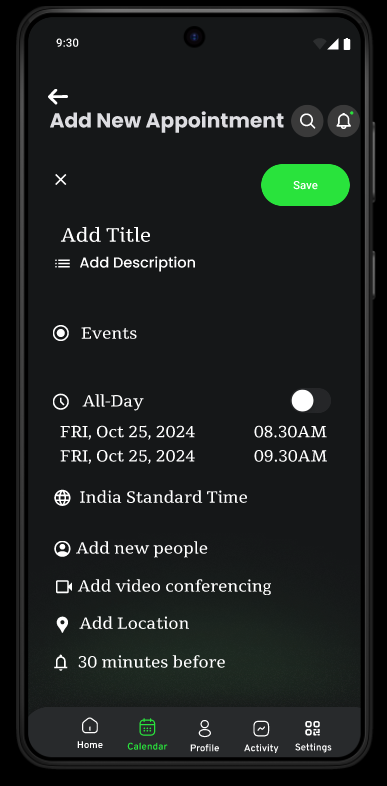 9:30
Add New Appointment
Save
Add Title
Add Description
Events
All-Day
FRI, Oct 25, 2024 08.30AM
FRI, Oct 25, 2024 09.30AM
India Standard Time
Add new people
Add video conferencing
Add Location
30 minutes before
Home Calendar Profile Activity Settings